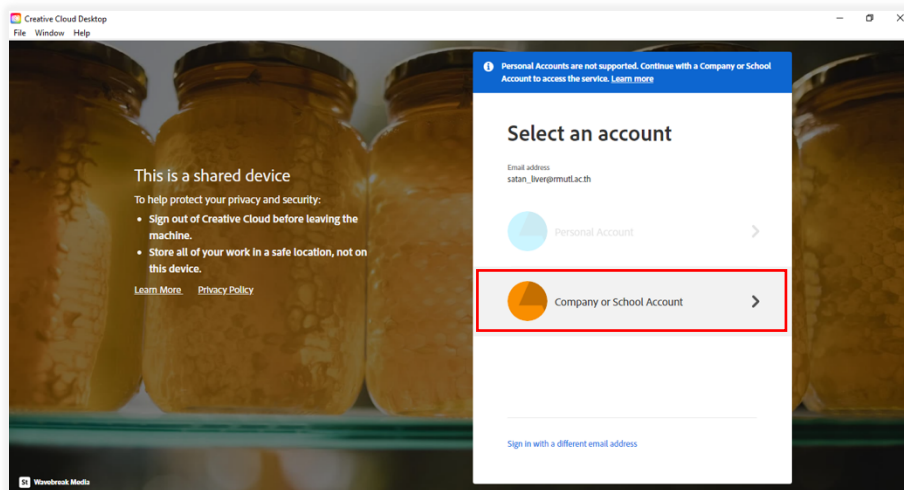 Creative Cloud Desktop
File Window Help
Personal Accounts are not supported. Continue with a Company or School
Account to access the service. Learn more
Select an account
Email address
satan_liver@rmutl.ac.th
Personal Account
Company or School Account
Sign in with a different email address
This is a shared device
To help protect your privacy and security:
• Sign out of Creative Cloud before leaving the
machine.
• Store all of your work in a safe location, not on
this device.
Learn More Privacy Policy
St Wavebreak Media